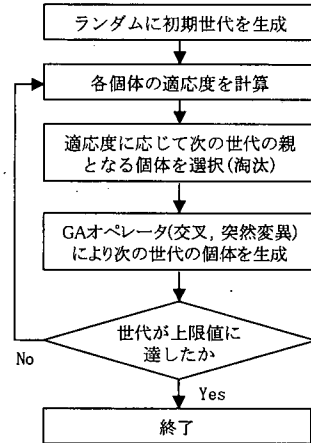 ランダムに初期世代を生成
各個体の適応度を計算
適応度に応じて次の世代の親
となる個体を選択(淘汰)
GAオペレータ(交叉, 突然変異)
により次の世代の個体を生成
世代が上限値に
達したか
No
Yes
終了